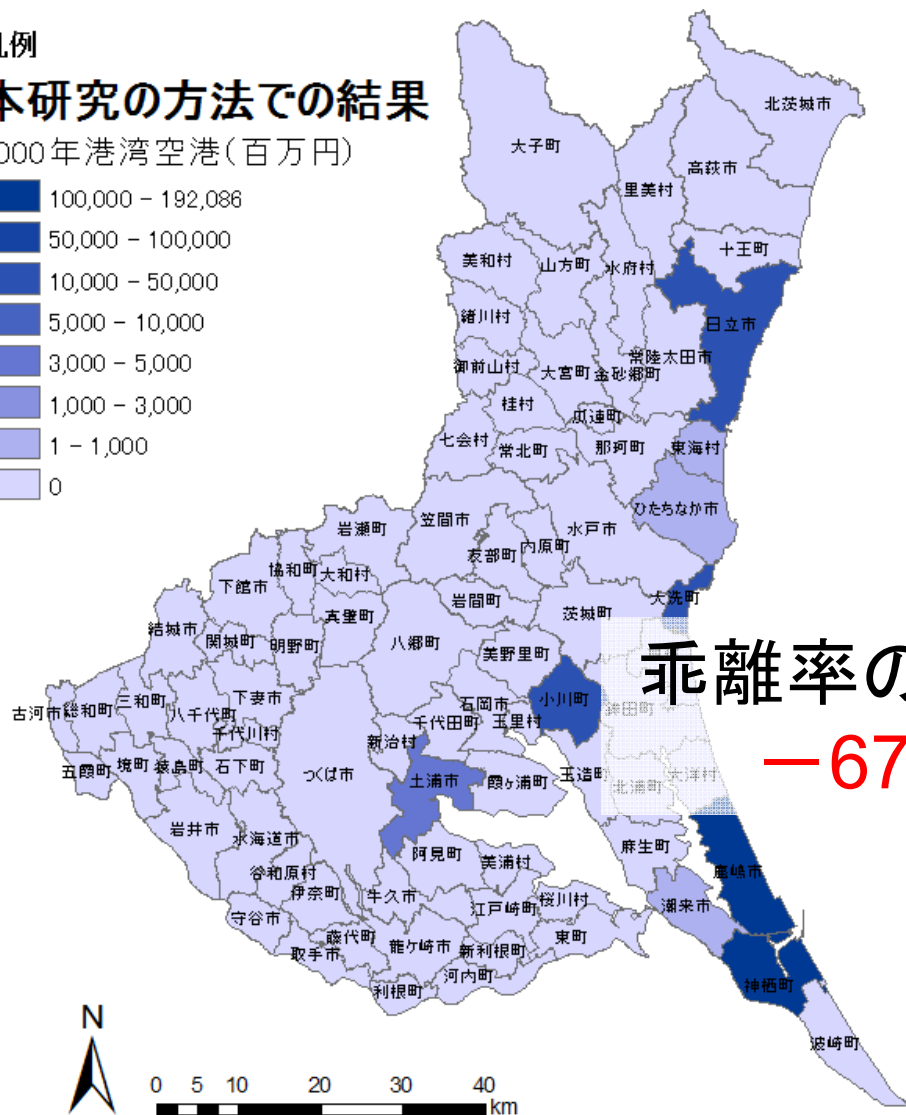 凡例
本研究の方法での結果
000年港湾空港(百万円)
100,000 - 192,086
50,000 - 100,000
10,000 - 50,000
5,000 - 10,000
3,000 - 5,000
1,000 - 3,000
1 - 1,000
0
北茨城市
大子町
高萩市
里美村
十王町
美和村
山方町
水府村
緒川村
日立市
常陸太田市
御前山村
大宮町
金砂郷町
桂村
瓜連町
七会村
常北町
那珂町
東海村
ひたちなか市
岩瀬町
笠間市
水戸市
友部町
内原町
協和町
大和村
下館市
岩間町
大洗町
真壁町
茨城町
結城市
関城町
明野町
八郷町
美野里町
乖離率の
小川町
石岡市
古河市
総和町
三和町
八千代町
下妻市
千代川村
千代田町
玉里村
新治村
五霞町
境町
猿島町
石下町
つくば市
土浦市
霞ヶ浦町
玉造町
北浦町
大洋村
-67
岩井市
水海道市
麻生町
阿見町
美浦村
鹿嶋市
谷和原村
伊奈町
牛久市
江戸崎町
桜川村
潮来市
守谷市
藤代町
龍ヶ崎市
新利根町
東町
取手市
河内町
利根町
神栖町
波崎町
N
0 5 10 20 30 40
km